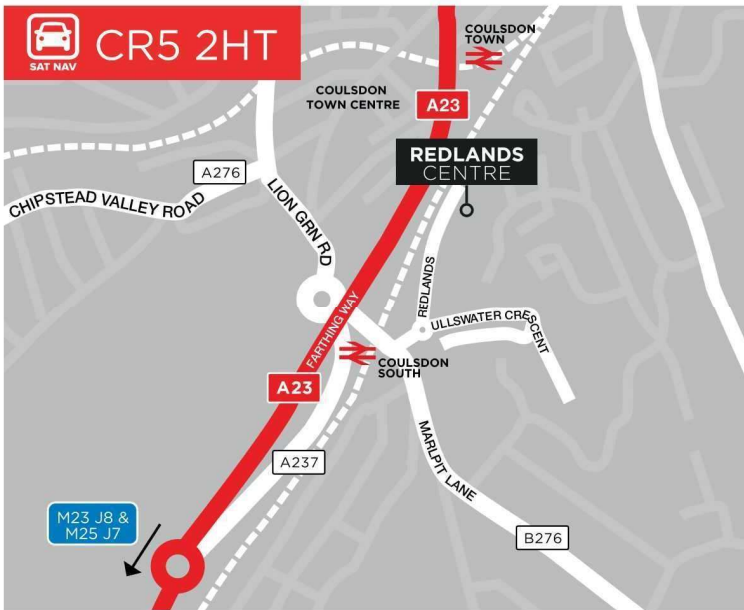 SAT NAV
CR5 2HT
COULSDON
TOWN
COULSDON
TOWN CENTRE
A23
REDLANDS
CENTRE
A276
CHIPSTEAD VALLEY ROAD
LION GRN RD
REDLANDS
FARTHING WAY
ULLSWATER CRESCENT
COULSDON
SOUTH
A23
MARLPIT LANE
A237
M23 J8 &
M25 J7
B276